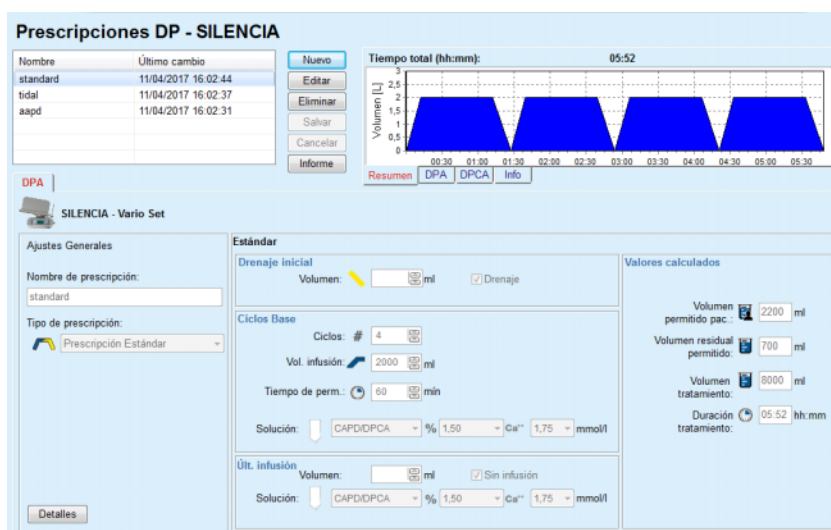 Prescripciones DP - SILENCIA
Nombre Último cambio
standard 11/04/2017 16:02:44
tidal 11/04/2017 16:02:37
aapd 11/04/2017 16:02:31
Nuevo
Editar
Eliminar
Salvar
Cancelar
Informe
Tiempo total (hh:mm): 05:52
Volumen [L]
3
2,5
2
1,5
1
0,5
0
00:30 01:00 01:30 02:00 02:30 03:00 03:30 04:00 04:30 05:00 05:30
Resumen DPA DPCA Info
DPA
SILENCIA - Vario Set
Ajustes Generales
Nombre de prescripción:
standard
Tipo de prescripción:
Prescripción Estándar
Detalles
Estándar
Drenaje inicial
Volumen: ml Drenaje
Ciclos Base
Ciclos: # 4
Vol. infusión: 2000 ml
Tiempo de perm.: 60 min
Solución: CAPD/DPCA % 1,50 Ca++ 1,75 mmol/l
Últ. infusión
Volumen: ml Sin infusión
Solución: CAPD/DPCA % 1,50 Ca++ 1,75 mmol/l
Valores calculados
Volumen
permitido pac.: 2200 ml
Volumen residual
permitido: 700 ml
Volumen
tratamiento: 8000 ml
Duración
tratamiento: 05:52 hh:mm